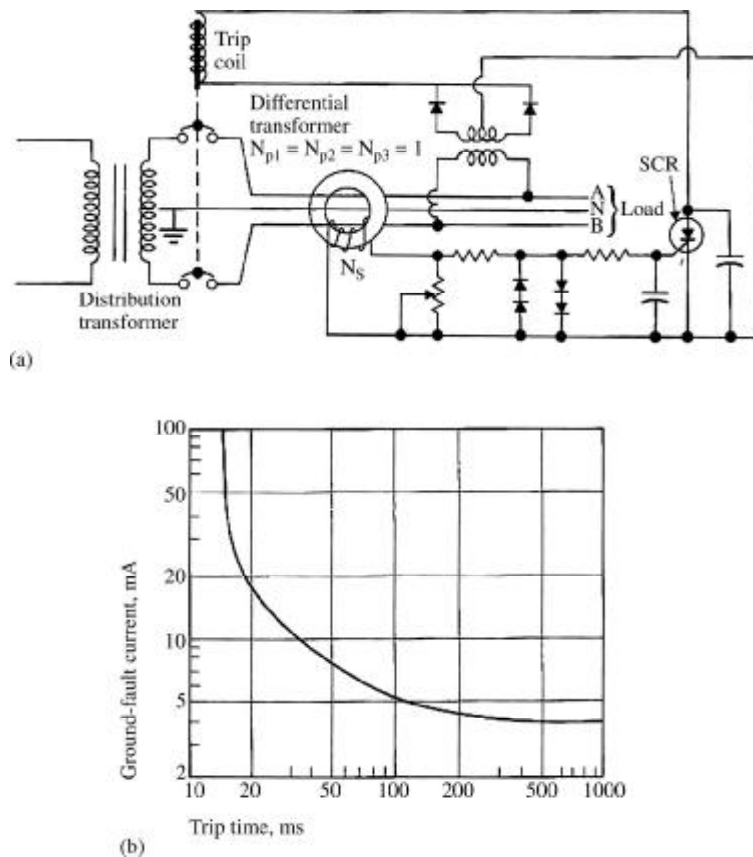 Trip
coil
Differential
transformer
N_p1 = N_p2 = N_p3 = 1
SCR
A
N
B
Load
N_S
Distribution
transformer
(a)
100
50
20
10
5
2
Ground-fault current, mA
10 20 50 100 200 500 1000
Trip time, ms
(b)